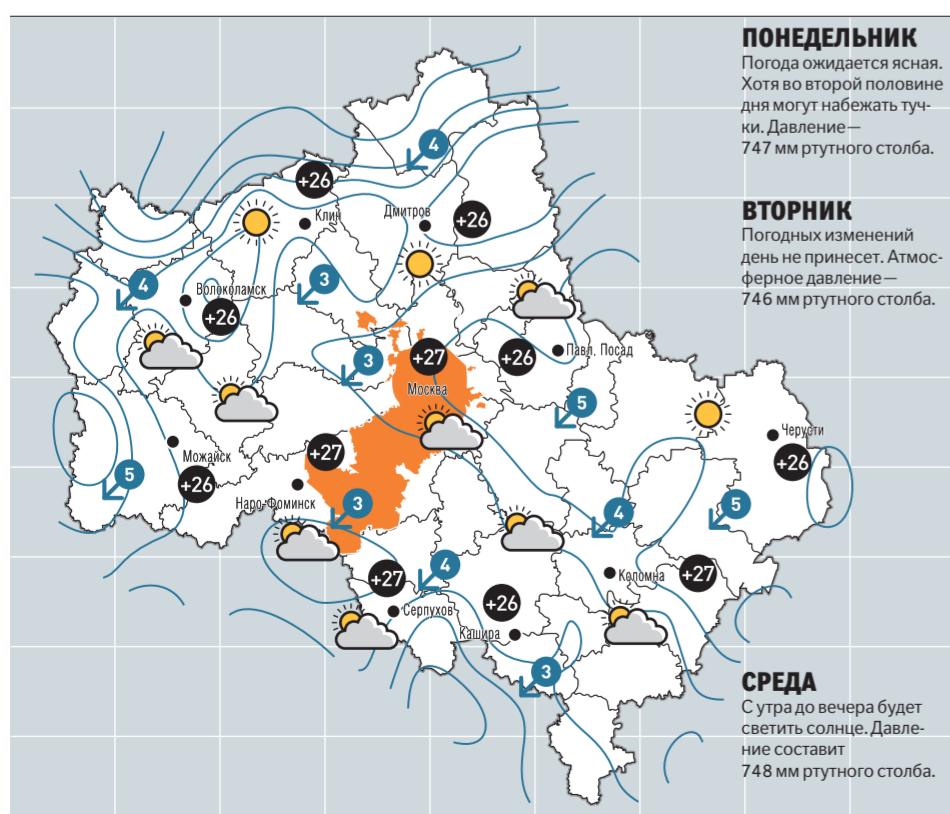 ПОНЕДЕЛЬНИК
Погода ожидается ясная.
Хотя во второй половине
дня могут набежать туч-
ки. Давление—
747 мм ртутного столба.
ВТОРНИК
Погодных изменений
день не принесет. Атмос-
ферное давление—
746 мм ртутного столба.
СРЕДА
С утра до вечера будет
светить солнце. Давле-
ние составит
748 мм ртутного столба.
4
+26
Клин
Дмитров
+26
4
3
Волоколамск
+26
3
+27
Москва
+26
Павл. Посад
5
Черусти
+26
Можайск
+26
5
+27
Наро-Фоминск
3
4
5
+27
4
Серпухов
+26
Кашира
Коломна
+27
3